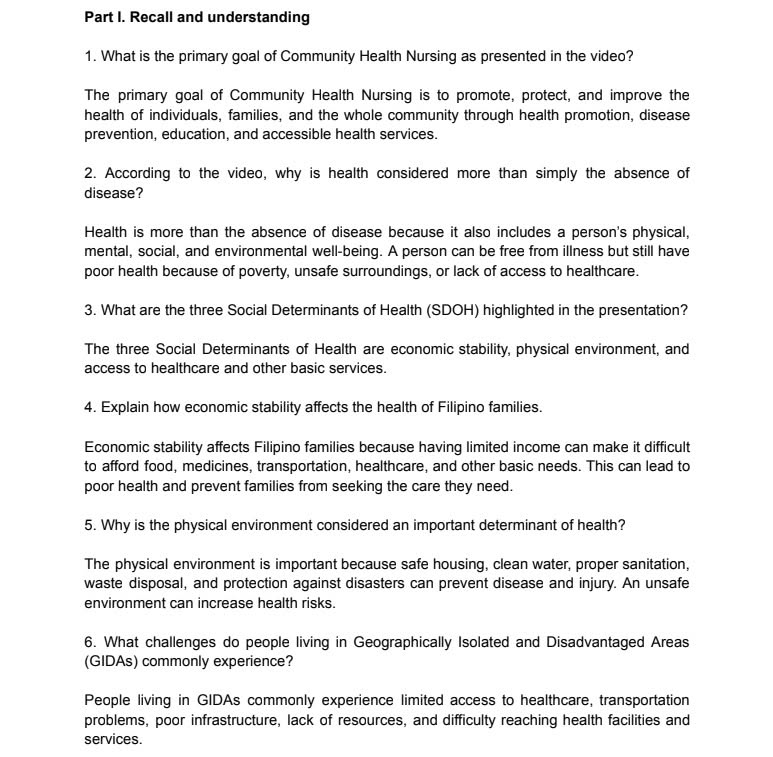 Part I. Recall and understanding
1. What is the primary goal of Community Health Nursing as presented in the video?
The primary goal of Community Health Nursing is to promote, protect, and improve the
health of individuals, families, and the whole community through health promotion, disease
prevention, education, and accessible health services.
2. According to the video, why is health considered more than simply the absence of
disease?
Health is more than the absence of disease because it also includes a person's physical,
mental, social, and environmental well-being. A person can be free from illness but still have
poor health because of poverty, unsafe surroundings, or lack of access to healthcare.
3. What are the three Social Determinants of Health (SDOH) highlighted in the presentation?
The three Social Determinants of Health are economic stability, physical environment, and
access to healthcare and other basic services.
4. Explain how economic stability affects the health of Filipino families.
Economic stability affects Filipino families because having limited income can make it difficult
to afford food, medicines, transportation, healthcare, and other basic needs. This can lead to
poor health and prevent families from seeking the care they need.
5. Why is the physical environment considered an important determinant of health?
The physical environment is important because safe housing, clean water, proper sanitation,
waste disposal, and protection against disasters can prevent disease and injury. An unsafe
environment can increase health risks.
6. What challenges do people living in Geographically Isolated and Disadvantaged Areas
(GIDAs) commonly experience?
People living in GIDAs commonly experience limited access to healthcare, transportation
problems, poor infrastructure, lack of resources, and difficulty reaching health facilities and
services.